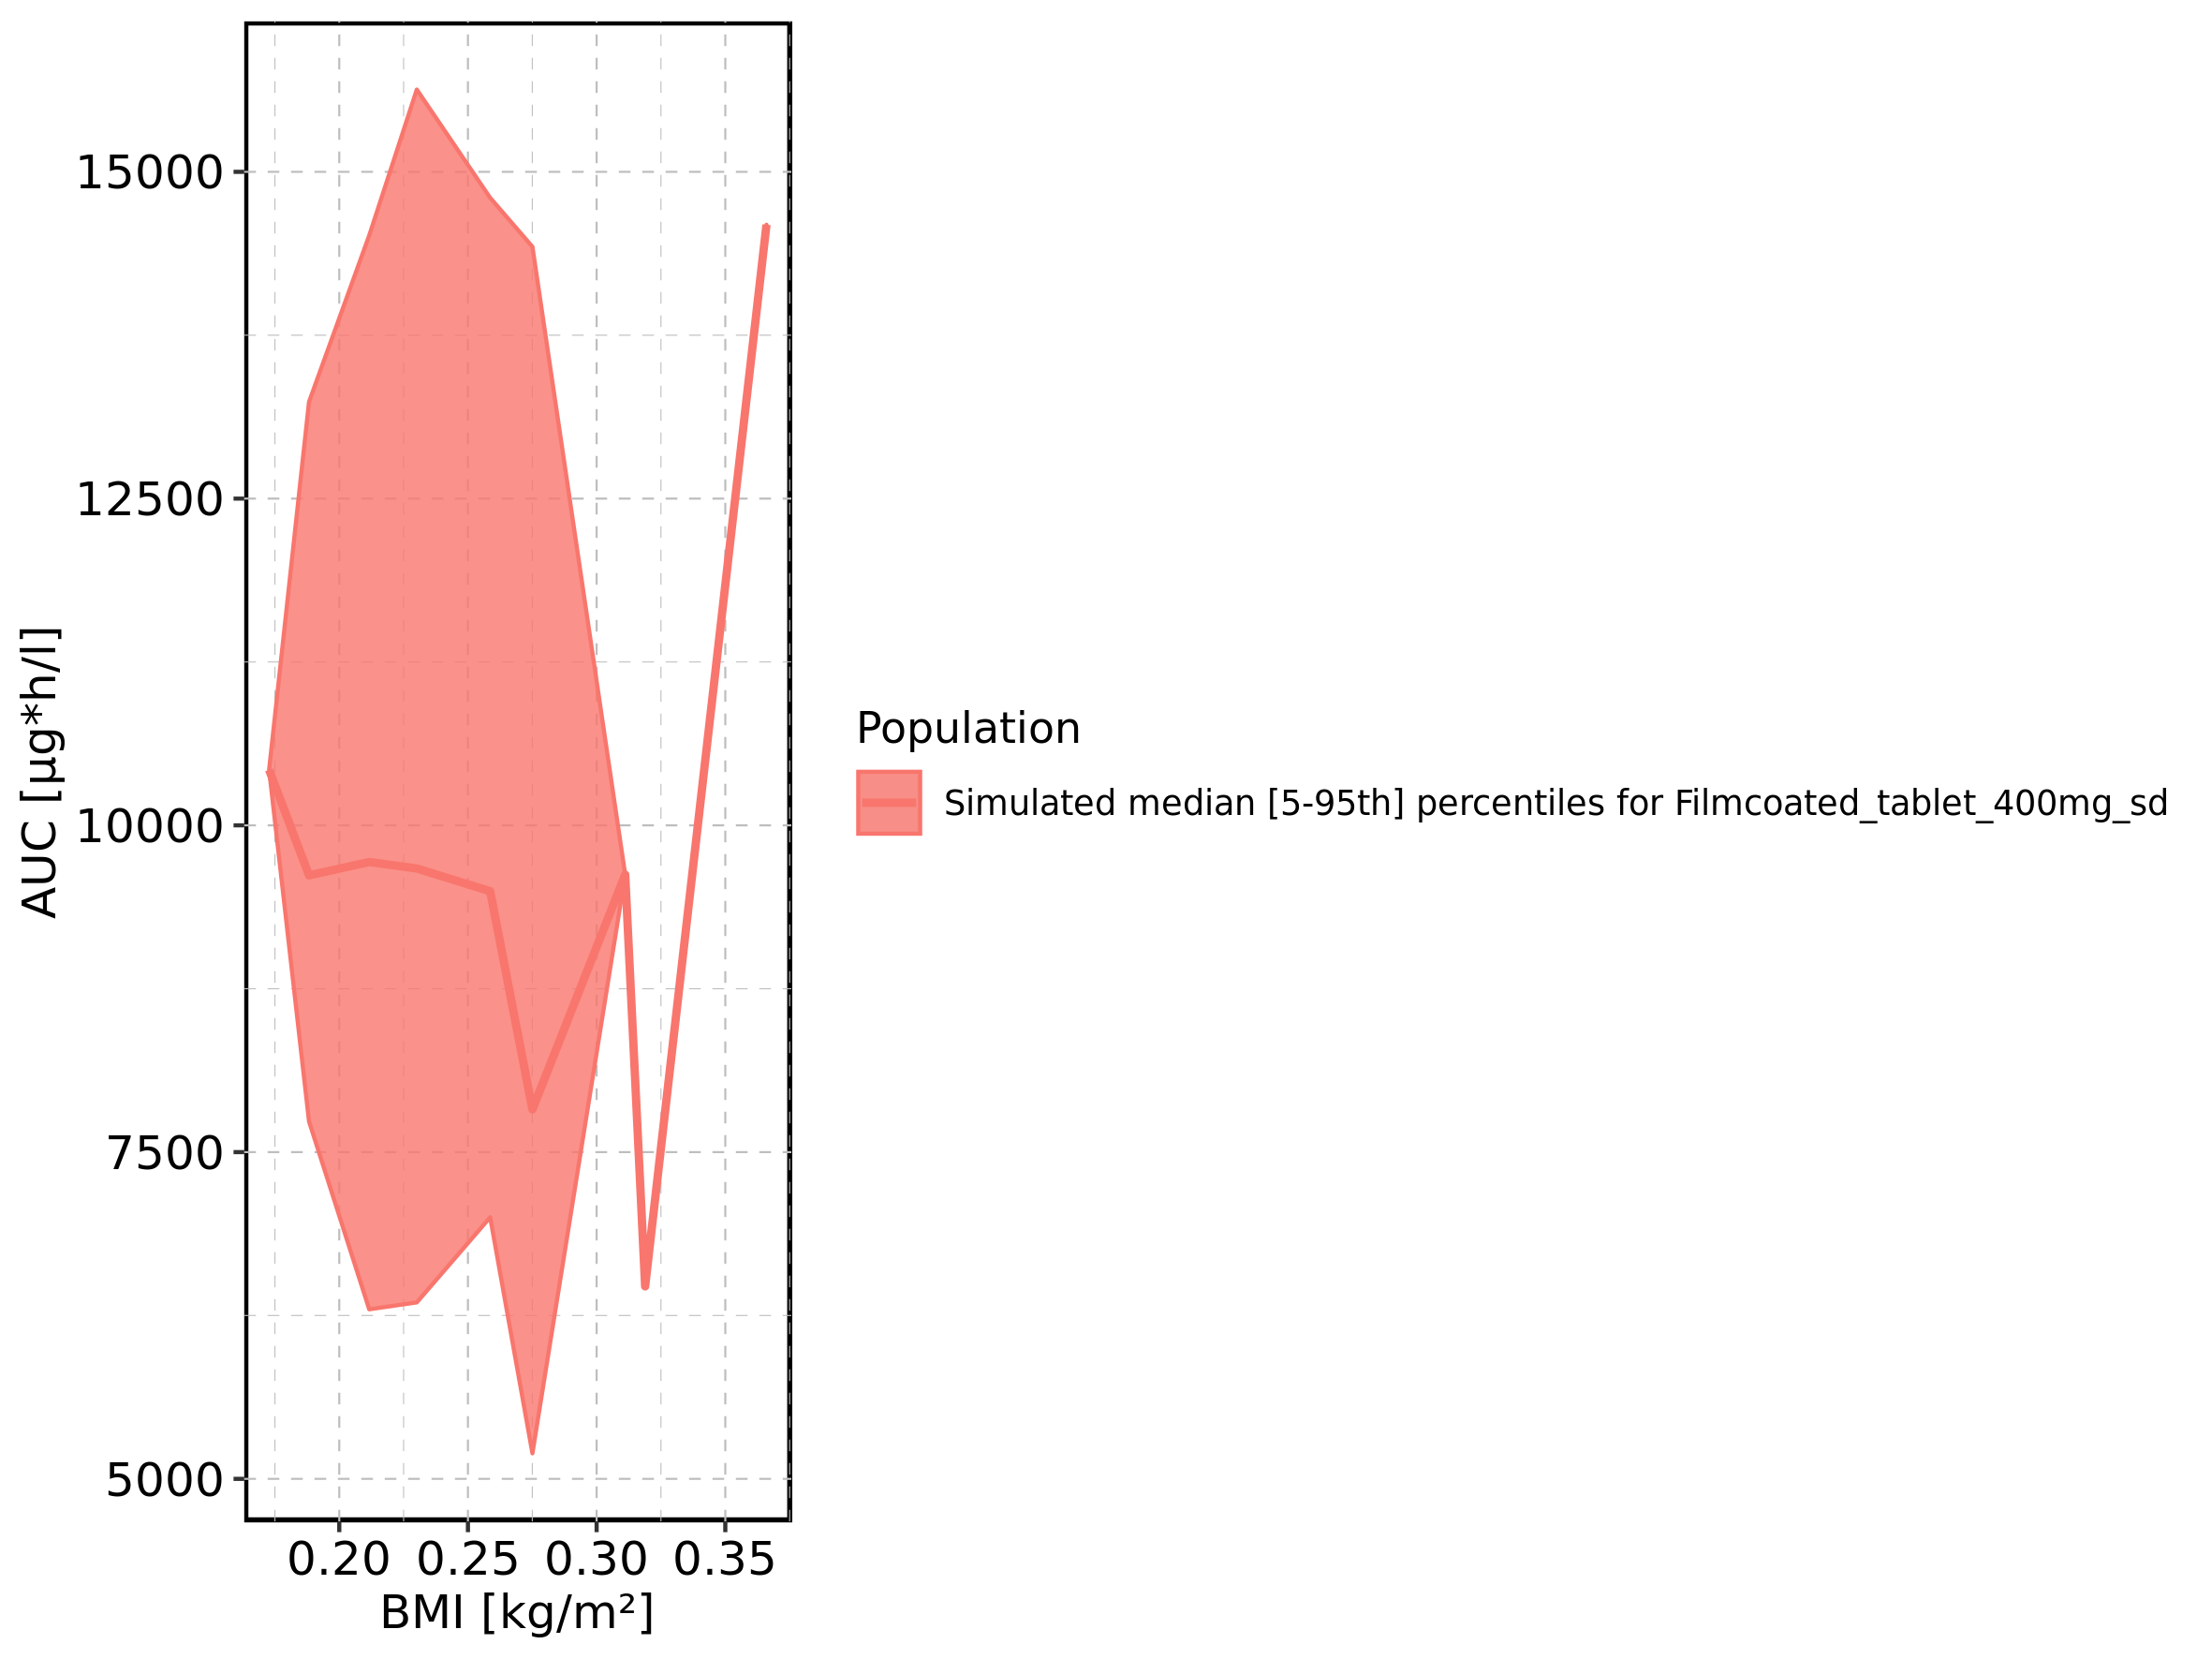 15000
12500
10000
7500
5000
AUC [µg*h/l]
0.20 0.25 0.30 0.35
BMI [kg/m²]
Population
Simulated median [5-95th] percentiles for Filmcoated_tablet_400mg_sd